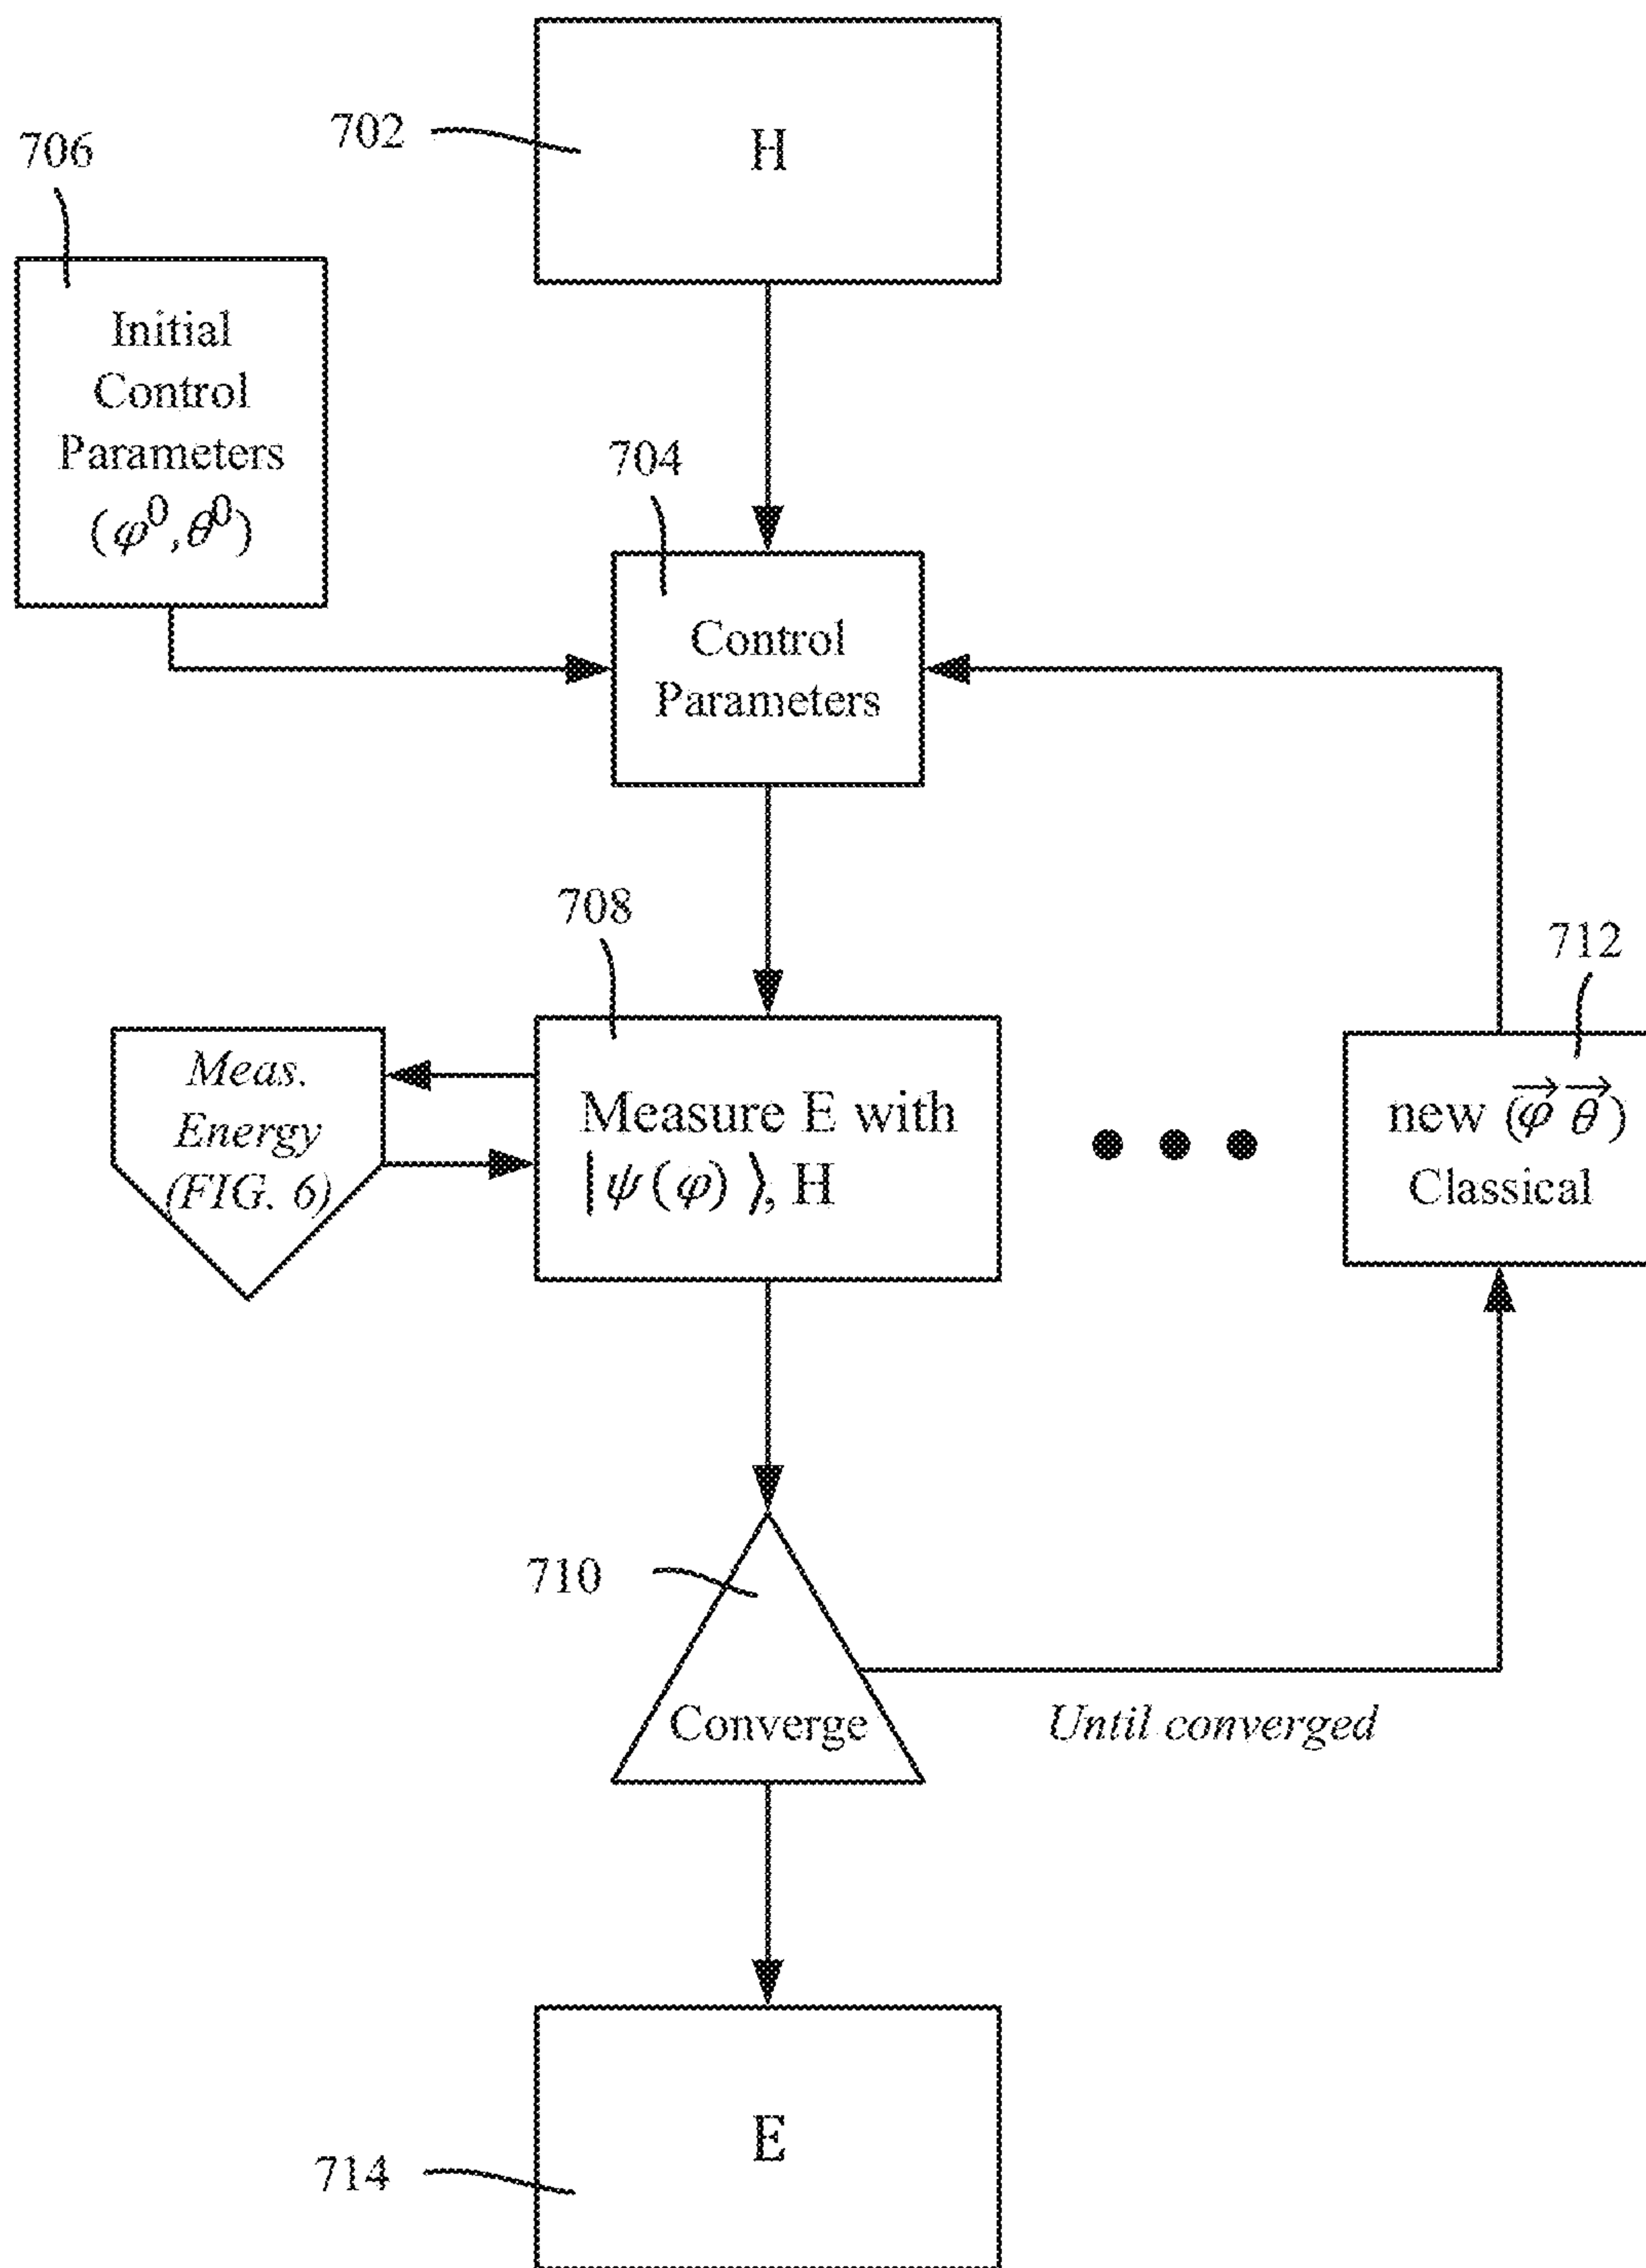 702
H
706
Initial
Control
Parameters
(φ⁰,θ⁰)
704
Control
Parameters
708
712
Meas.
Energy
(FIG. 6)
Measure E with
|ψ(φ)⟩, H
new (φ⃗ θ⃗)
Classical
710
Converge
Until converged
E
714